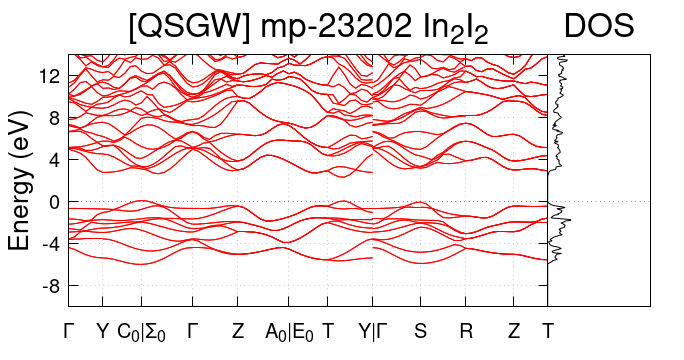 [QSGW] mp-23202 In₂I₂ DOS
Energy (eV)
12
8
4
0
-4
-8
Γ Y C₀|Σ₀ Γ Z A₀|E₀ T Y|Γ S R Z T